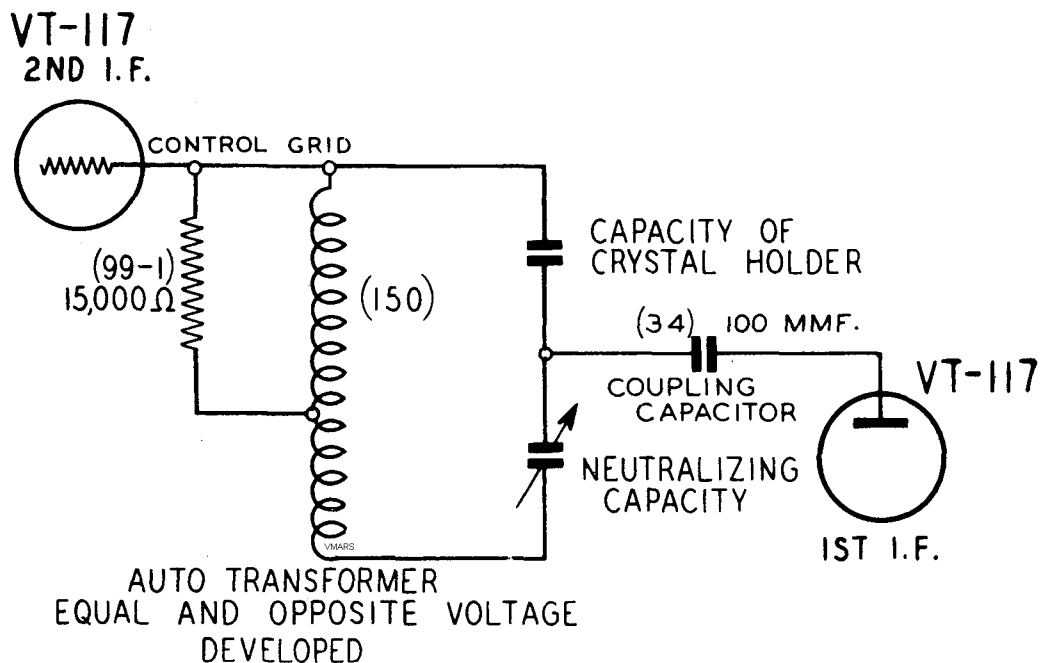 VT-117
2ND I.F.
CONTROL GRID
(99-1)
15,000Ω
(150)
CAPACITY OF
CRYSTAL HOLDER
(34) 100 MMF.
COUPLING
CAPACITOR
VT-117
NEUTRALIZING
CAPACITY
1ST I.F.
VMARS
AUTO TRANSFORMER
EQUAL AND OPPOSITE VOLTAGE
DEVELOPED